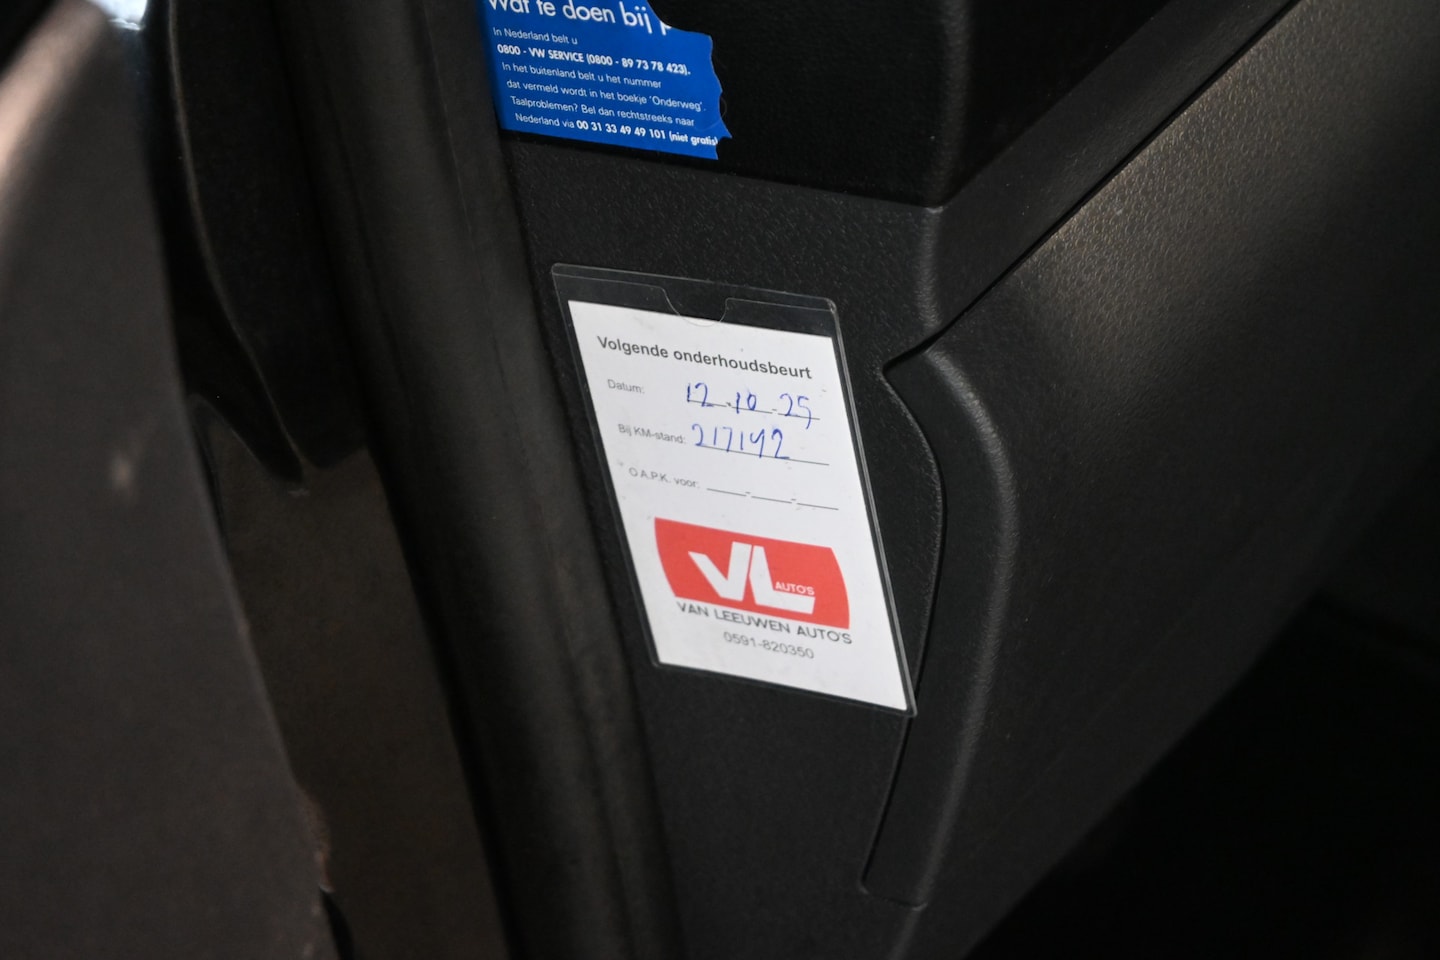 Wat te doen bij
In Nederland belt u
0800 - VW SERVICE (0800 - 89 73 78 423).
In het buitenland belt u het nummer
dat vermeld wordt in het boekje 'Onderweg'.
Taalproblemen? Bel dan rechtstreeks naar
Nederland via 00 31 33 49 49 101 (niet gratis)
Volgende onderhoudsbeurt
Datum: 12-10-25
Bij KM-stand: 217142
O.A.P.K. voor:
VL AUTO'S
VAN LEEUWEN AUTO'S
0591-820350